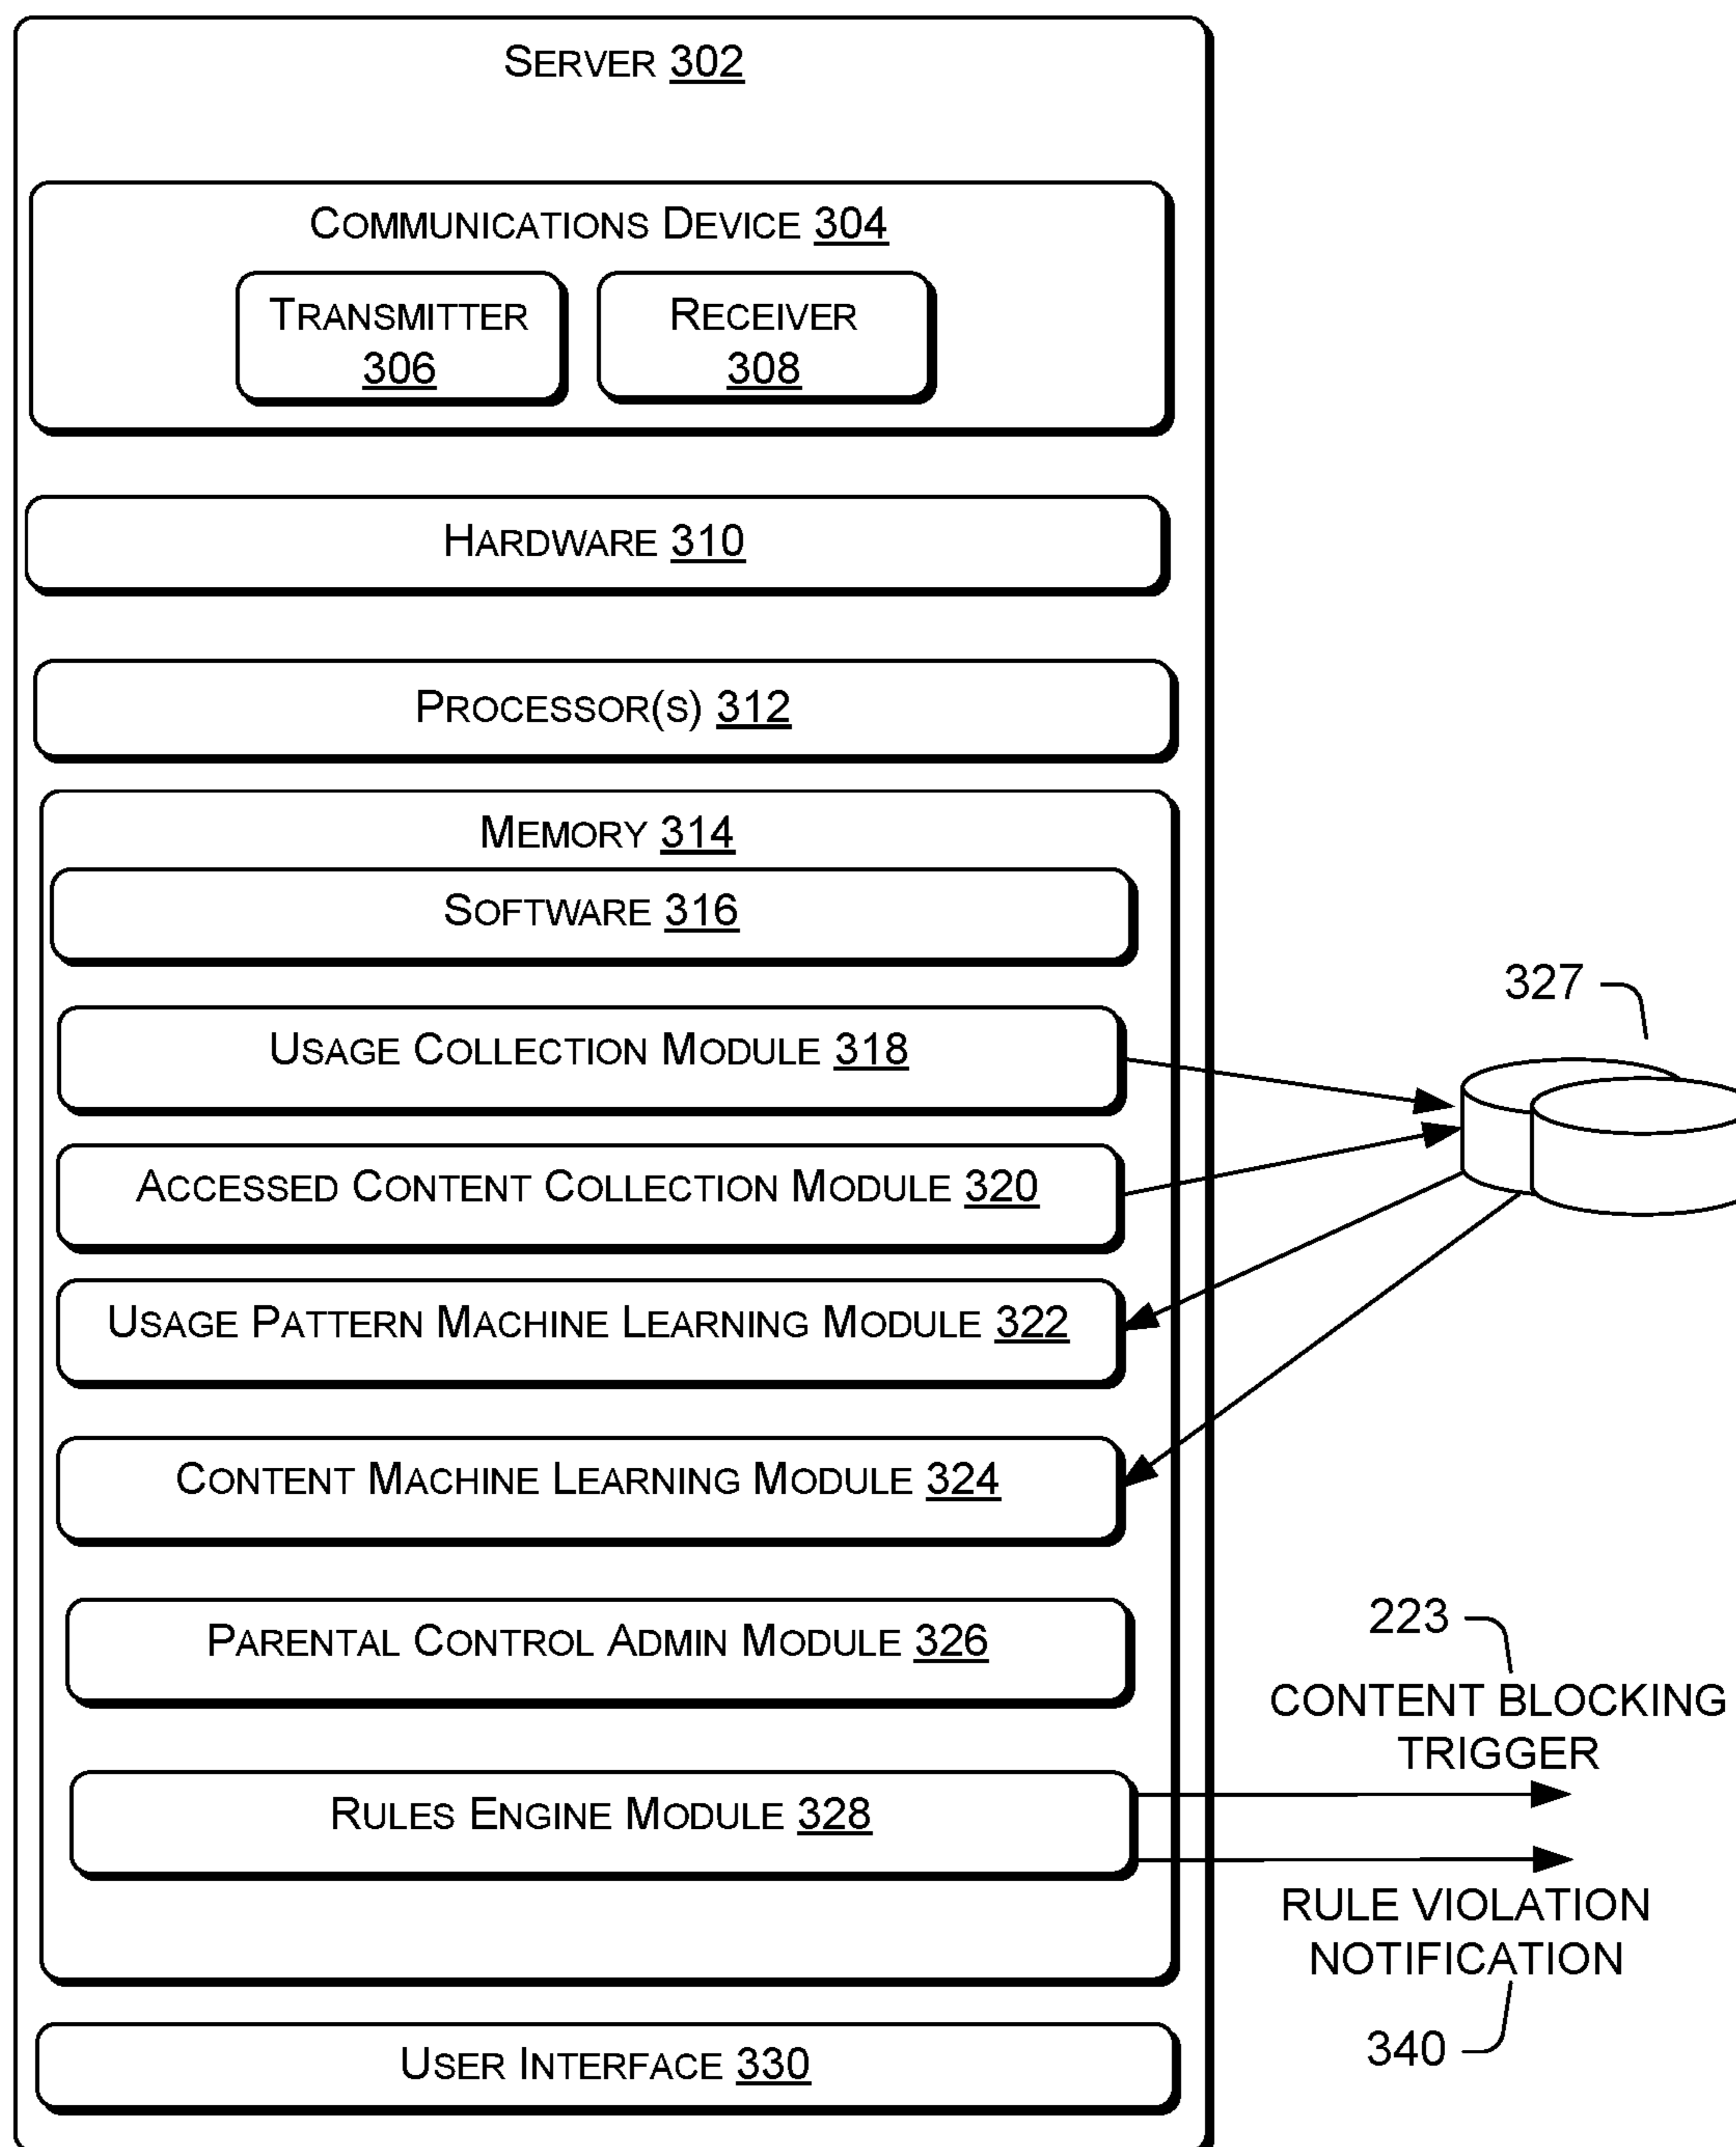 SERVER 302
COMMUNICATIONS DEVICE 304
TRANSMITTER
306
RECEIVER
308
HARDWARE 310
PROCESSOR(S) 312
MEMORY 314
SOFTWARE 316
327
USAGE COLLECTION MODULE 318
ACCESSED CONTENT COLLECTION MODULE 320
USAGE PATTERN MACHINE LEARNING MODULE 322
CONTENT MACHINE LEARNING MODULE 324
PARENTAL CONTROL ADMIN MODULE 326
223
CONTENT BLOCKING
TRIGGER
RULES ENGINE MODULE 328
RULE VIOLATION
NOTIFICATION
340
USER INTERFACE 330